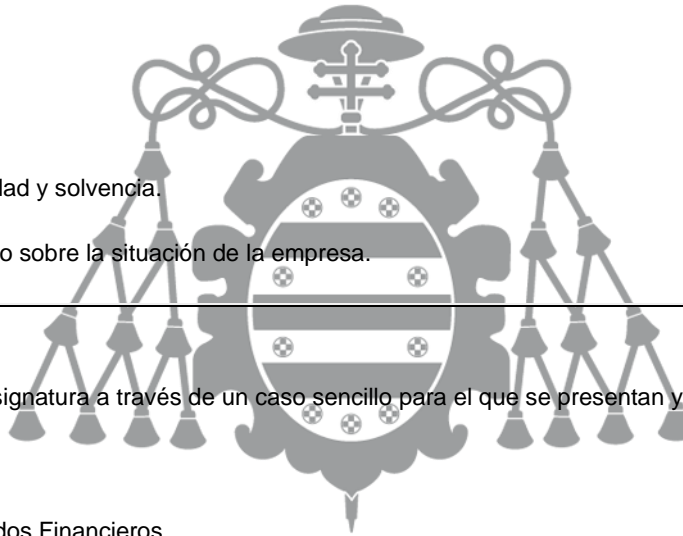 dad y solvencia.
o sobre la situación de la empresa.
signatura a través de un caso sencillo para el que se presentan y
dos Financieros